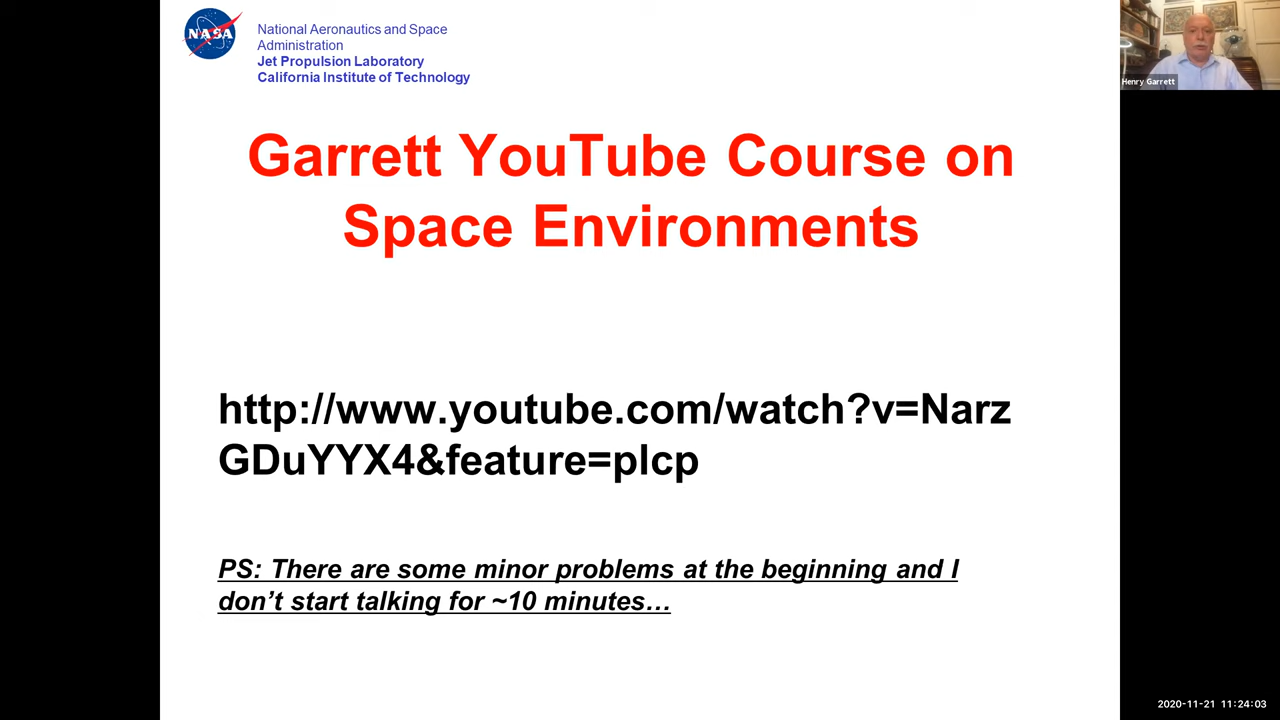 NASA
National Aeronautics and Space
Administration
Jet Propulsion Laboratory
California Institute of Technology
Henry Garrett
Garrett YouTube Course on
Space Environments
http://www.youtube.com/watch?v=Narz
GDuYYX4&feature=plcp
PS: There are some minor problems at the beginning and I
don’t start talking for ~10 minutes…
2020-11-21 11:24:03